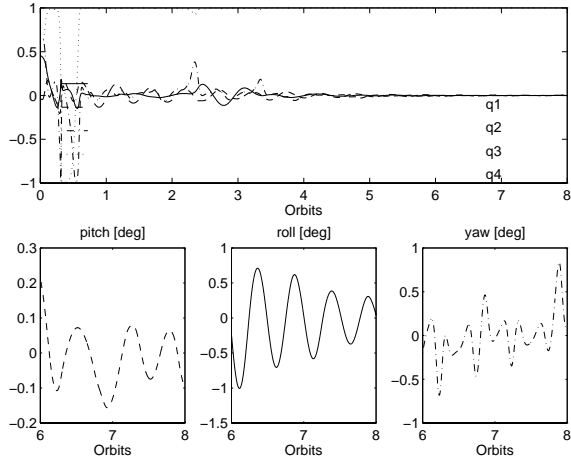 1
0.5
0
−0.5
−1
q1
q2
q3
q4
0 1 2 3 4 5 6 7 8
Orbits
pitch [deg]
0.3
0.2
0.1
0
−0.1
−0.2
6 7 8
Orbits
roll [deg]
1
0.5
0
−0.5
−1
−1.5
6 7 8
Orbits
yaw [deg]
1
0.5
0
−0.5
−1
6 7 8
Orbits